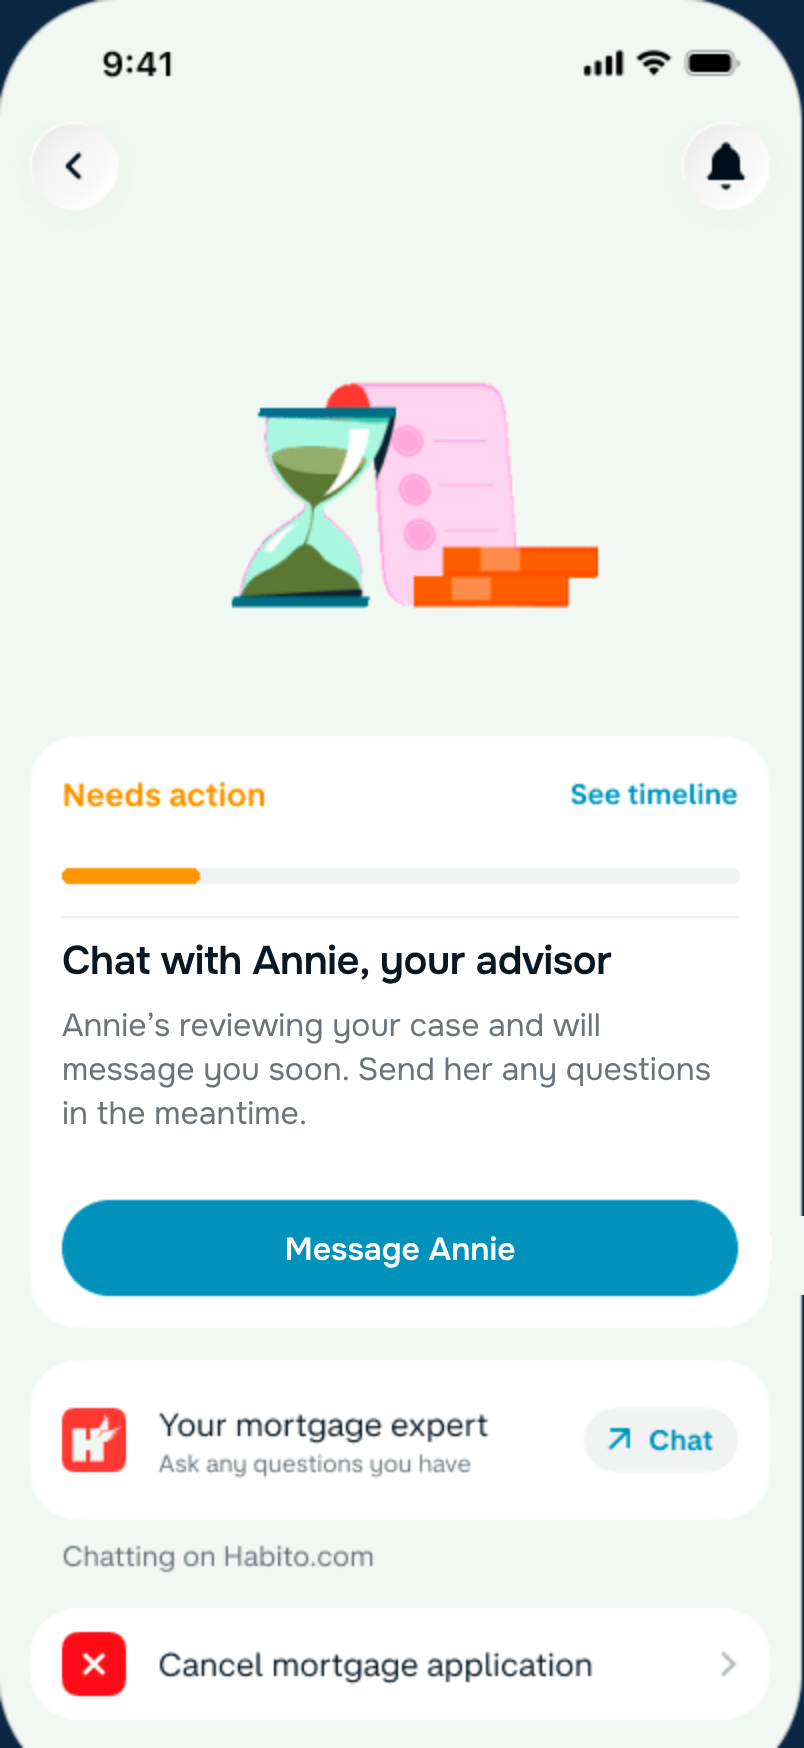 9:41
Needs action
See timeline
Chat with Annie, your advisor
Annie’s reviewing your case and will
message you soon. Send her any questions
in the meantime.
Message Annie
H
Your mortgage expert
Ask any questions you have
Chat
Chatting on Habito.com
Cancel mortgage application